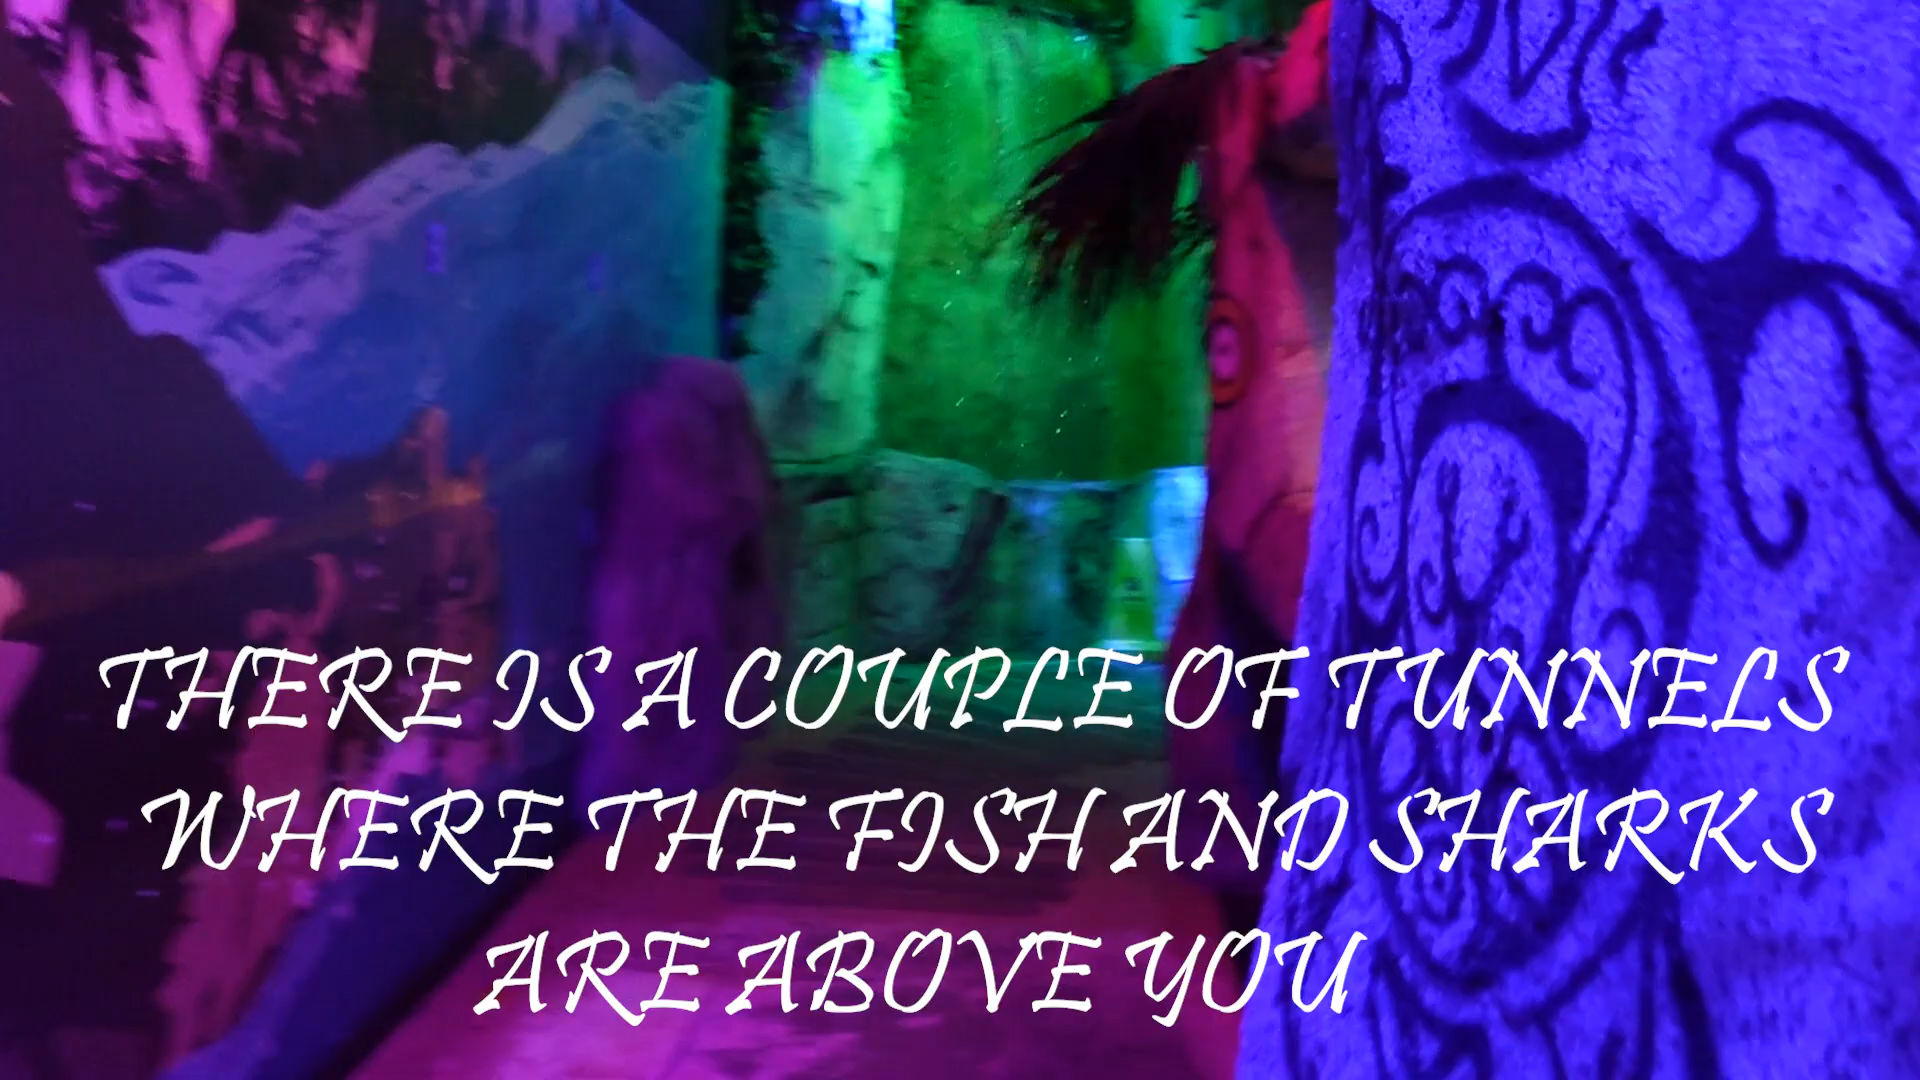 THERE IS A COUPLE OF TUNNELS
WHERE THE FISH AND SHARKS
ARE ABOVE YOU